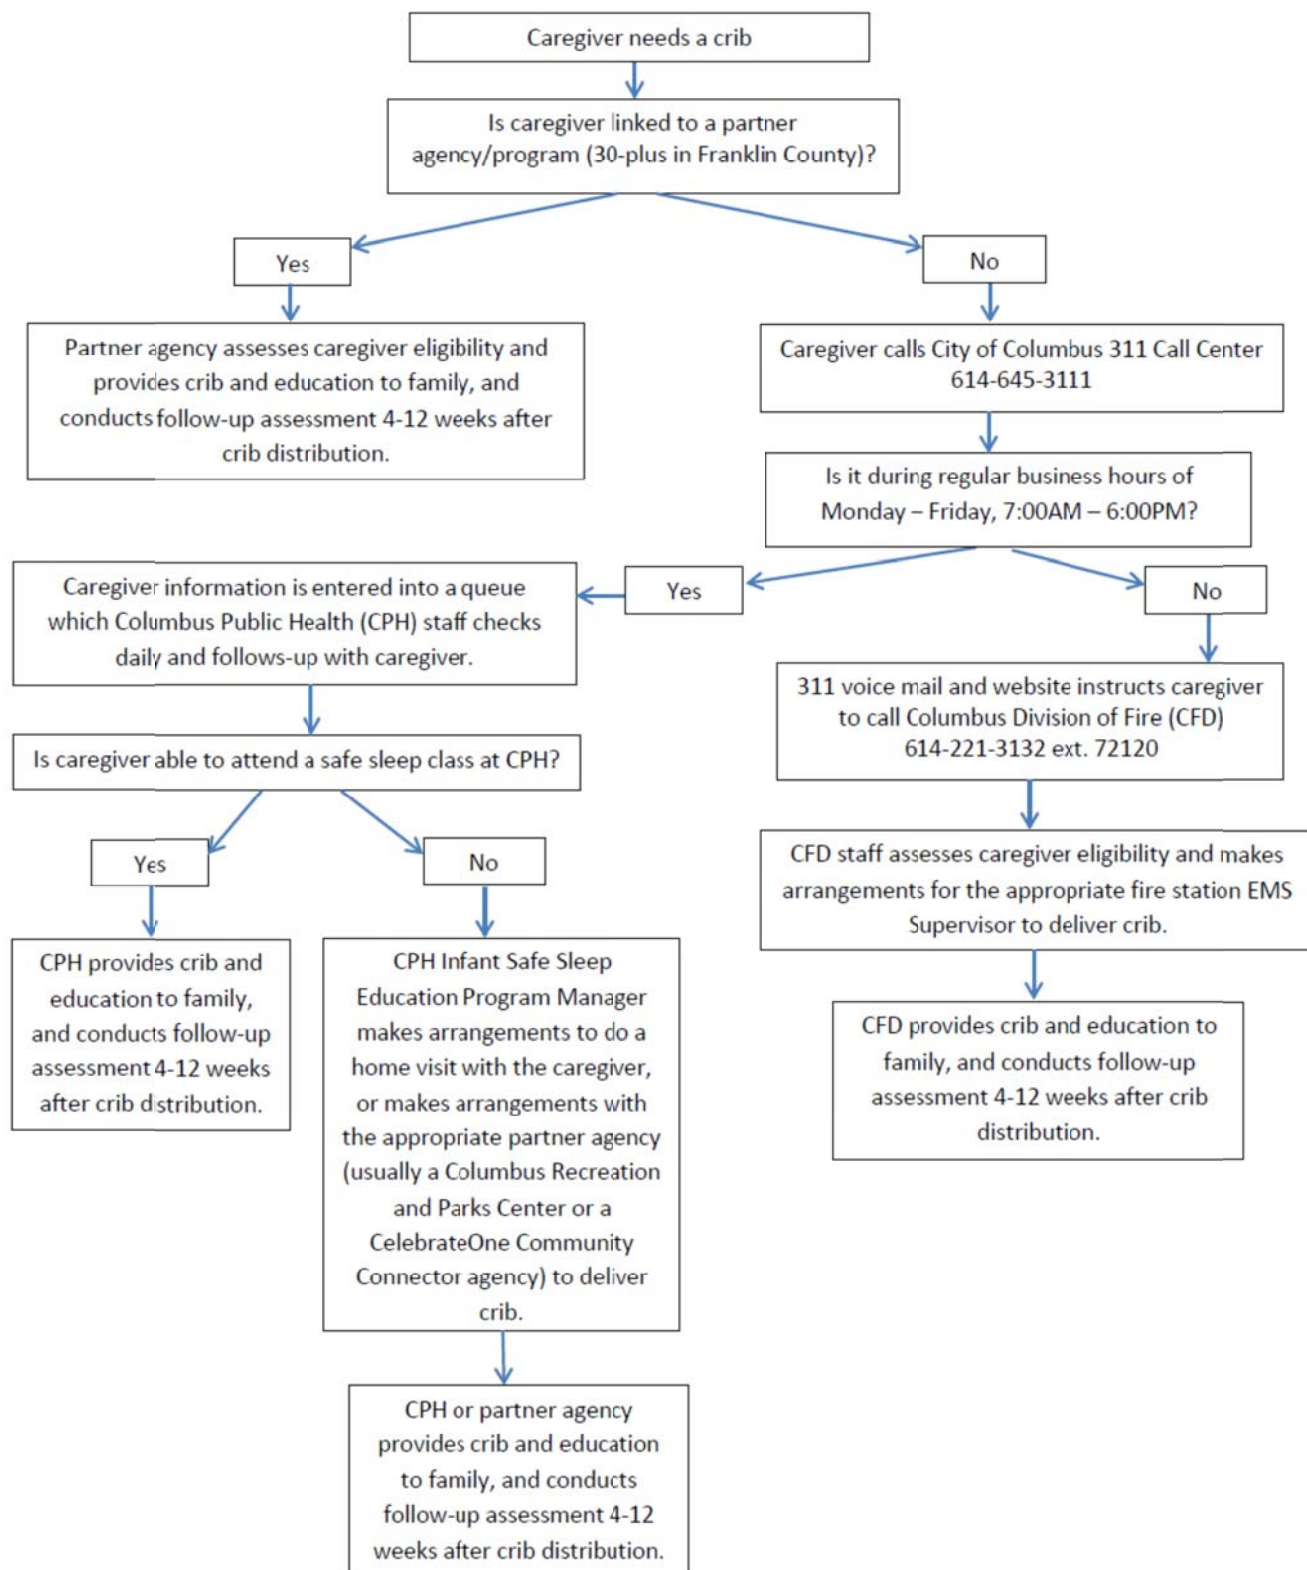 Caregiver needs a crib
Is caregiver linked to a partner
agency/program (30-plus in Franklin County)?
Yes
No
Partner agency assesses caregiver eligibility and
provides crib and education to family, and
conducts follow-up assessment 4-12 weeks after
crib distribution.
Caregiver calls City of Columbus 311 Call Center
614-645-3111
Is it during regular business hours of
Monday – Friday, 7:00AM – 6:00PM?
Yes
No
Caregiver information is entered into a queue
which Columbus Public Health (CPH) staff checks
daily and follows-up with caregiver.
311 voice mail and website instructs caregiver
to call Columbus Division of Fire (CFD)
614-221-3132 ext. 72120
Is caregiver able to attend a safe sleep class at CPH?
Yes
No
CFD staff assesses caregiver eligibility and makes
arrangements for the appropriate fire station EMS
Supervisor to deliver crib.
CPH provides crib and
education to family,
and conducts follow-up
assessment 4-12 weeks
after crib distribution.
CPH Infant Safe Sleep
Education Program Manager
makes arrangements to do a
home visit with the caregiver,
or makes arrangements with
the appropriate partner agency
(usually a Columbus Recreation
and Parks Center or a
CelebrateOne Community
Connector agency) to deliver
crib.
CFD provides crib and education to
family, and conducts follow-up
assessment 4-12 weeks after crib
distribution.
CPH or partner agency
provides crib and education
to family, and conducts
follow-up assessment 4-12
weeks after crib distribution.